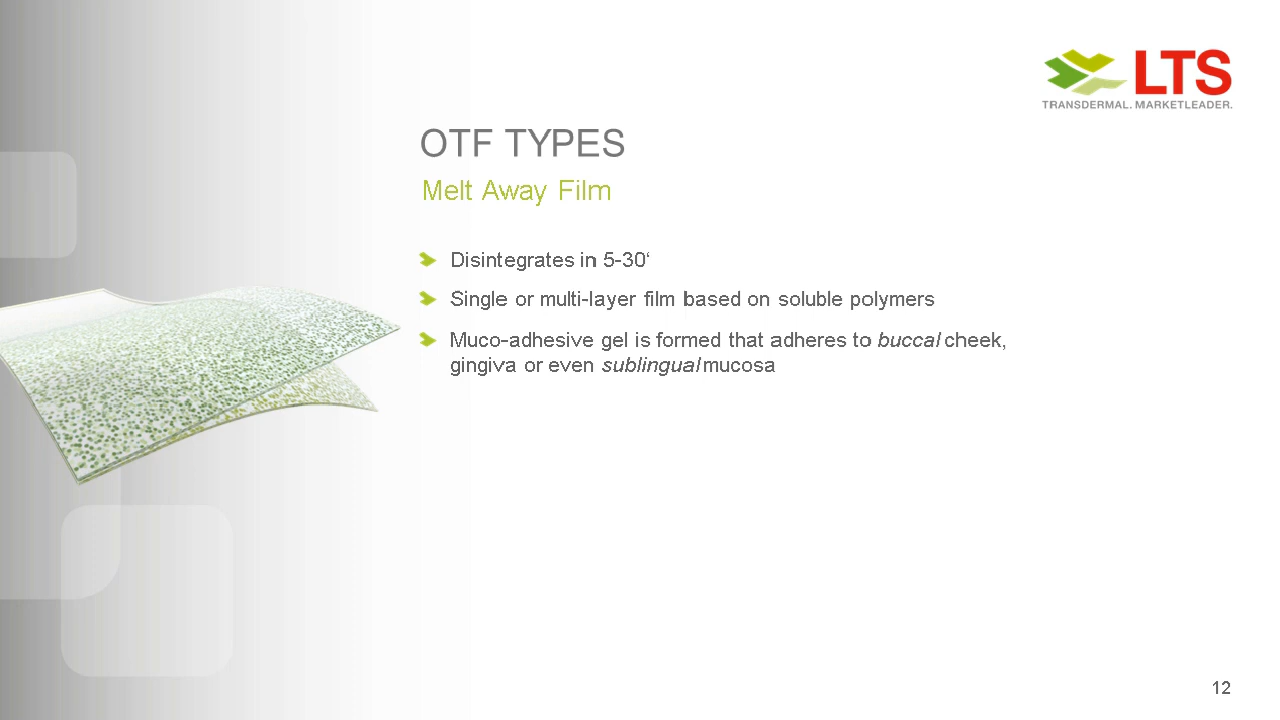 LTS
TRANSDERMAL. MARKETLEADER.
OTF TYPES
Melt Away Film
Disintegrates in 5-30‘
Single or multi-layer film based on soluble polymers
Muco-adhesive gel is formed that adheres to buccal cheek,
gingiva or even sublingual mucosa
12